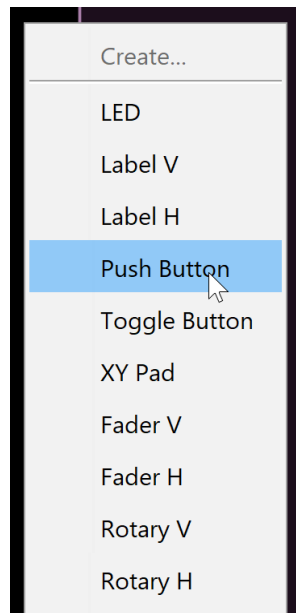 Create...
LED
Label V
Label H
Push Button
Toggle Button
XY Pad
Fader V
Fader H
Rotary V
Rotary H